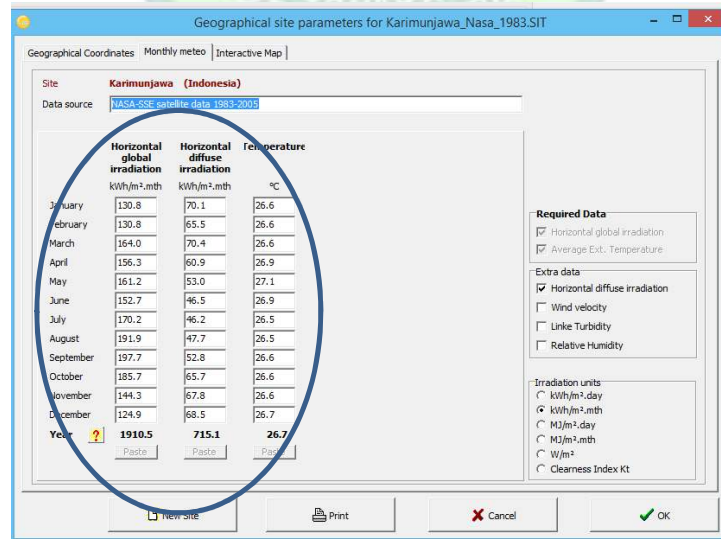 Geographical site parameters for Karimunjawa_Nasa_1983.SIT
Geographical Coordinates Monthly meteo Interactive Map
Site Karimunjawa (Indonesia)
Data source NASA-SSE satellite data 1983-2005
Horizontal global irradiation Horizontal diffuse irradiation Temperature
kWh/m².mth kWh/m².mth °C
January 130.8 70.1 26.6
February 130.8 65.5 26.6
March 164.0 70.4 26.6
April 156.3 60.9 26.9
May 161.2 53.0 27.1
June 152.7 46.5 26.9
July 170.2 46.2 26.5
August 191.9 47.7 26.5
September 197.7 52.8 26.6
October 185.7 65.7 26.6
November 144.3 67.8 26.6
December 124.9 68.5 26.7
Year ? 1910.5 715.1 26.7
Paste Paste Paste
Required Data
Horizontal global irradiation
Average Ext. Temperature
Extra data
Horizontal diffuse irradiation
Wind velocity
Linke Turbidity
Relative Humidity
Irradiation units
kWh/m².day
kWh/m².mth
MJ/m².day
MJ/m².mth
W/m²
Clearness Index Kt
New Site Print Cancel OK